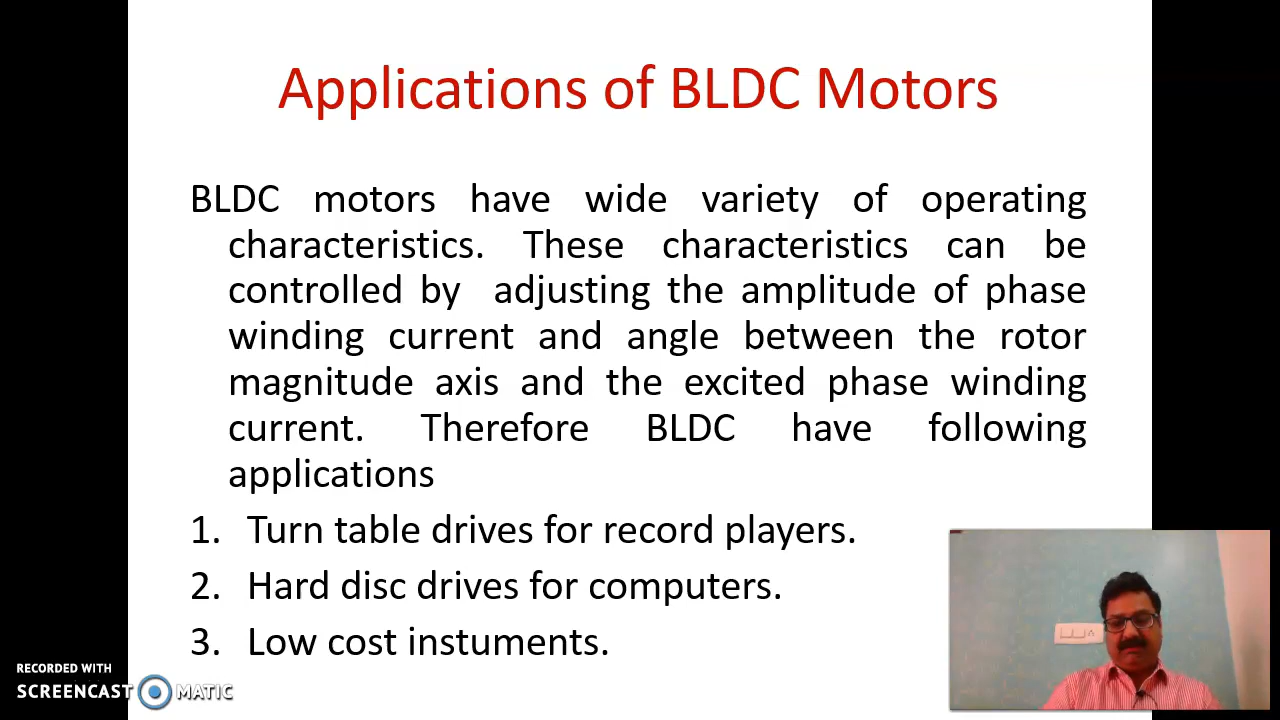 Applications of BLDC Motors
BLDC motors have wide variety of operating
characteristics. These characteristics can be
controlled by adjusting the amplitude of phase
winding current and angle between the rotor
magnitude axis and the excited phase winding
current. Therefore BLDC have following
applications
1. Turn table drives for record players.
2. Hard disc drives for computers.
3. Low cost instuments.
RECORDED WITH
SCREENCAST MATIC